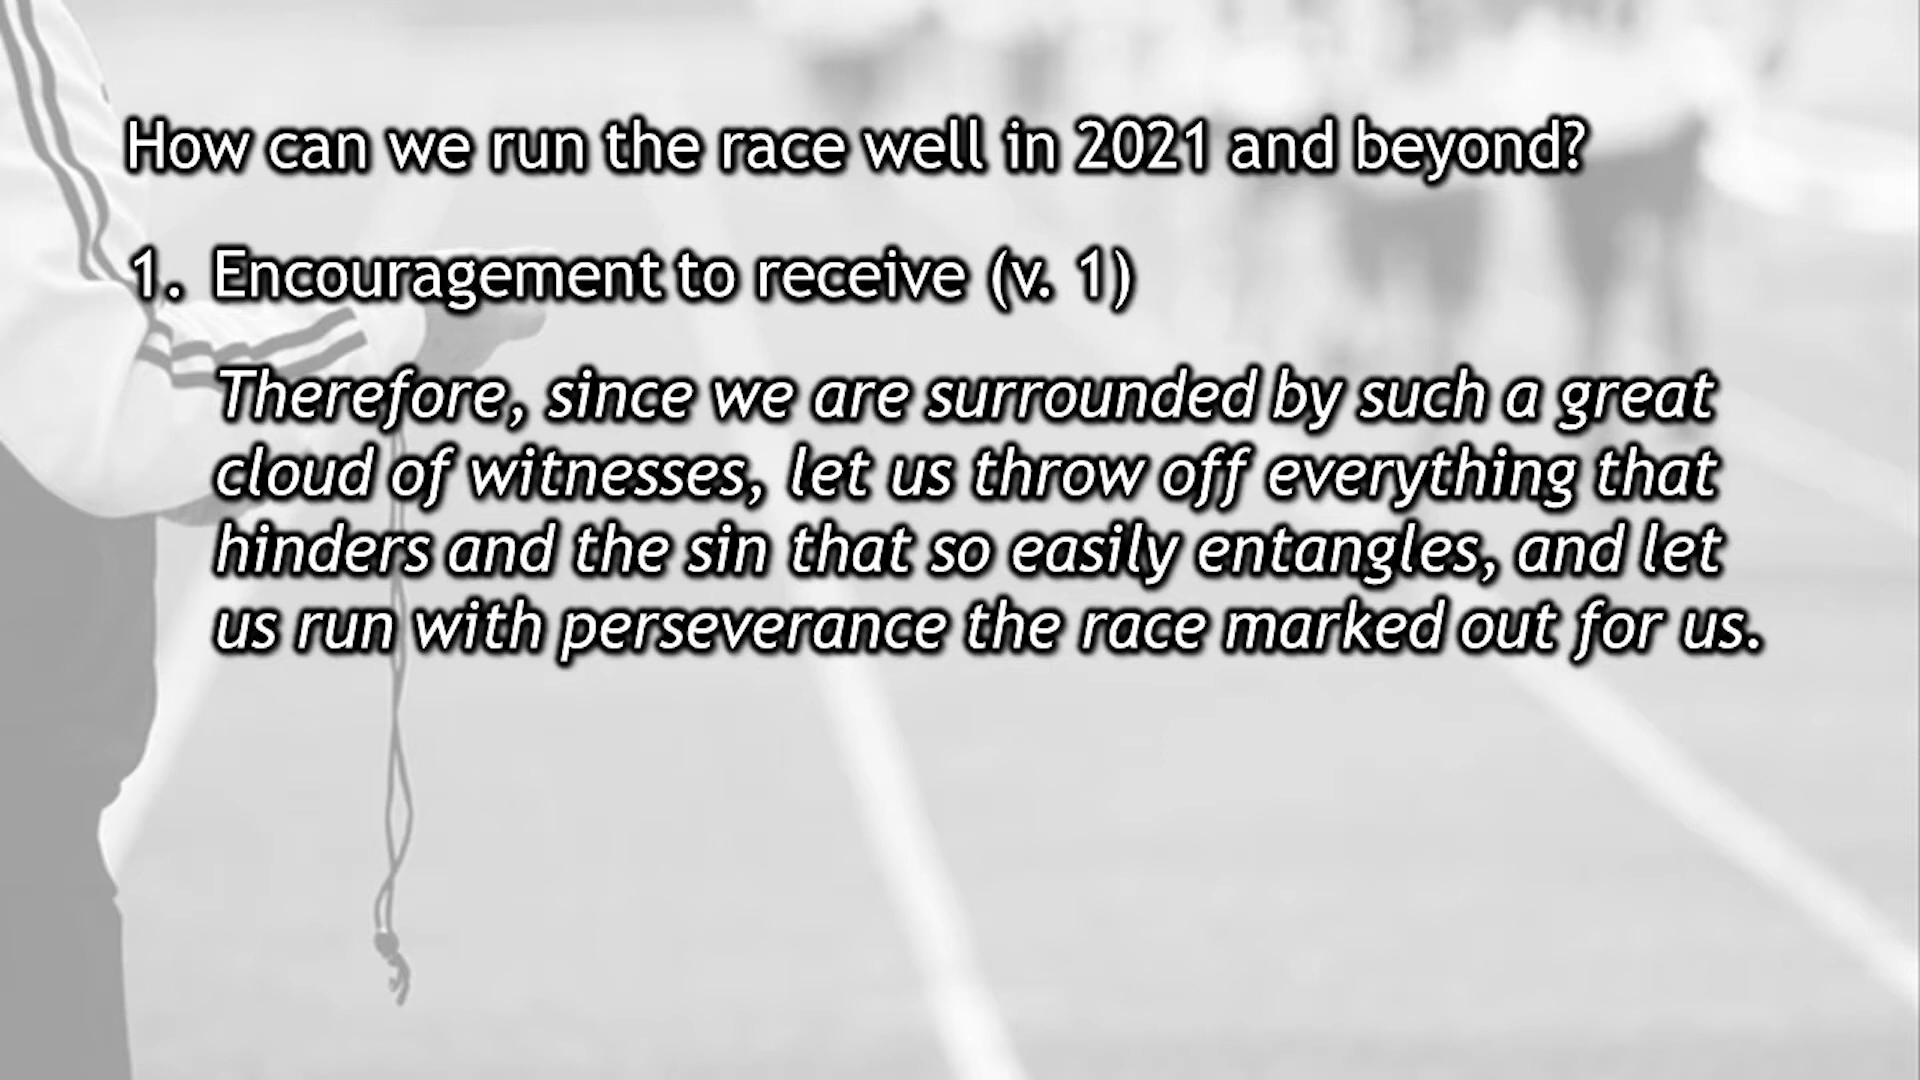 How can we run the race well in 2021 and beyond?
1. Encouragement to receive (v. 1)
Therefore, since we are surrounded by such a great
cloud of witnesses, let us throw off everything that
hinders and the sin that so easily entangles, and let
us run with perseverance the race marked out for us.